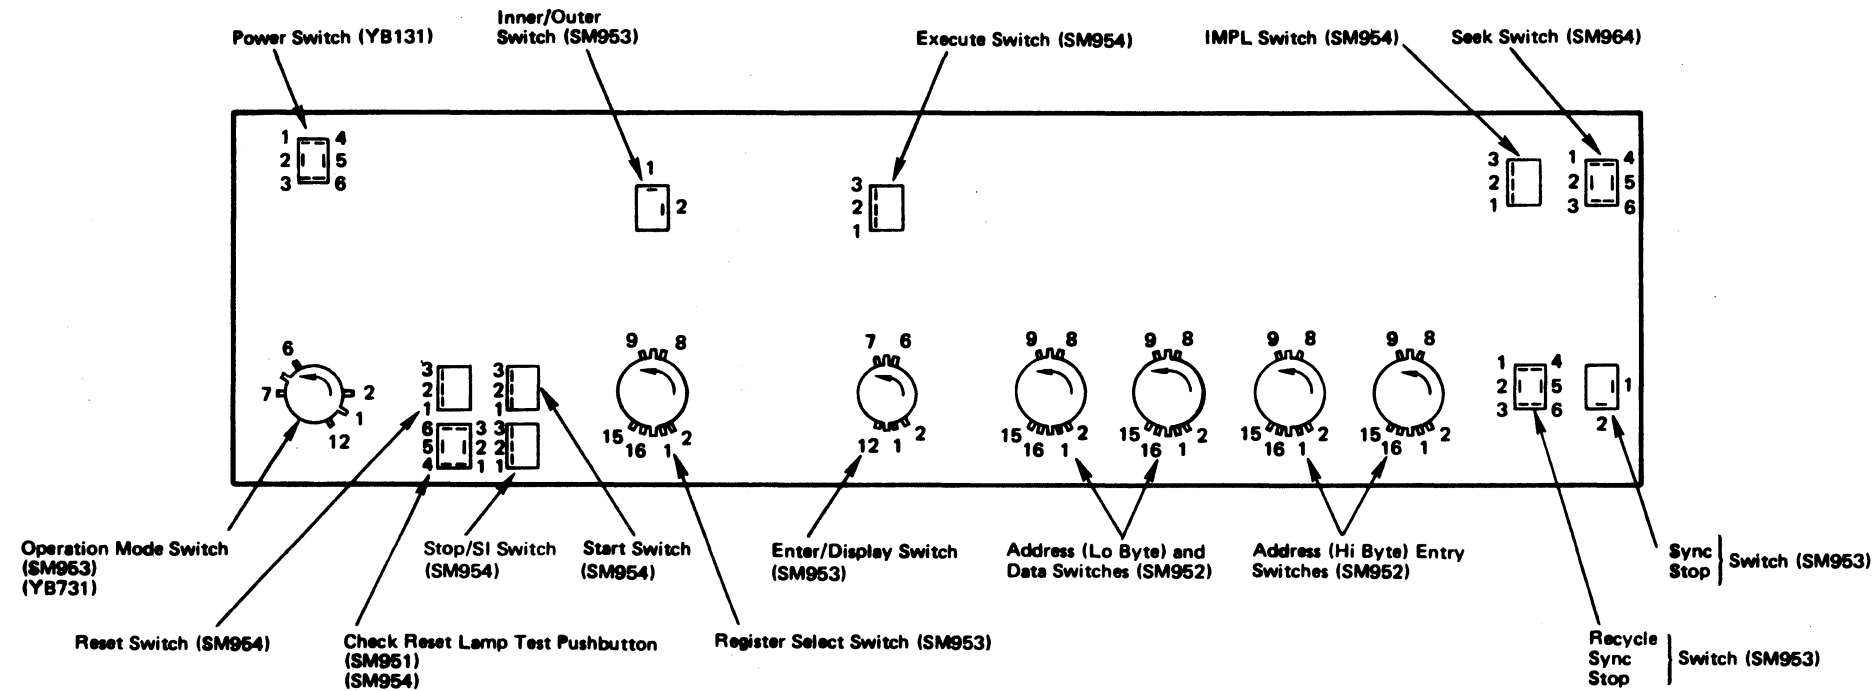 Inner/Outer
Switch (SM953)
Power Switch (YB131)
Execute Switch (SM954)
IMPL Switch (SM954)
Seek Switch (SM964)
1 4
2 5
3 6
1
2
3
2
1
3
2
1
1 4
2 5
3 6
6
7 2
1
12
3
2
1
3
2
1
6 3
5 2
4 1
3
2
1
9 8
15 2
16 1
7 6
12 1 2
9 8
15 2
16 1
9 8
15 2
16 1
9 8
15 2
16 1
9 8
15 2
16 1
1 4
2 5
3 6
1
2
Operation Mode Switch
(SM953)
(YB731)
Stop/SI Switch
(SM954)
Start Switch
(SM954)
Enter/Display Switch
(SM953)
Address (Lo Byte) and
Data Switches (SM952)
Address (Hi Byte) Entry
Switches (SM952)
Sync
Stop
Switch (SM953)
Reset Switch (SM954)
Check Reset Lamp Test Pushbutton
(SM951)
(SM954)
Register Select Switch (SM953)
Recycle
Sync
Stop
Switch (SM953)